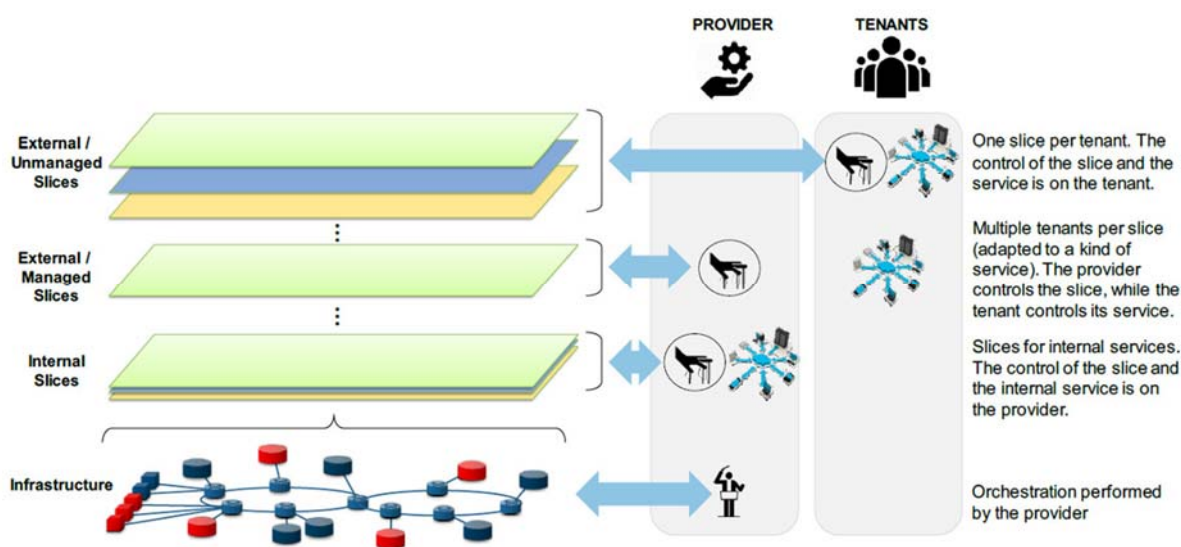 PROVIDER
TENANTS
External /
Unmanaged
Slices
One slice per tenant. The
control of the slice and the
service is on the tenant.
External /
Managed
Slices
Multiple tenants per slice
(adapted to a kind of
service). The provider
controls the slice, while the
tenant controls its service.
Internal
Slices
Slices for internal services.
The control of the slice and
the internal service is on
the provider.
Infrastructure
Orchestration performed
by the provider